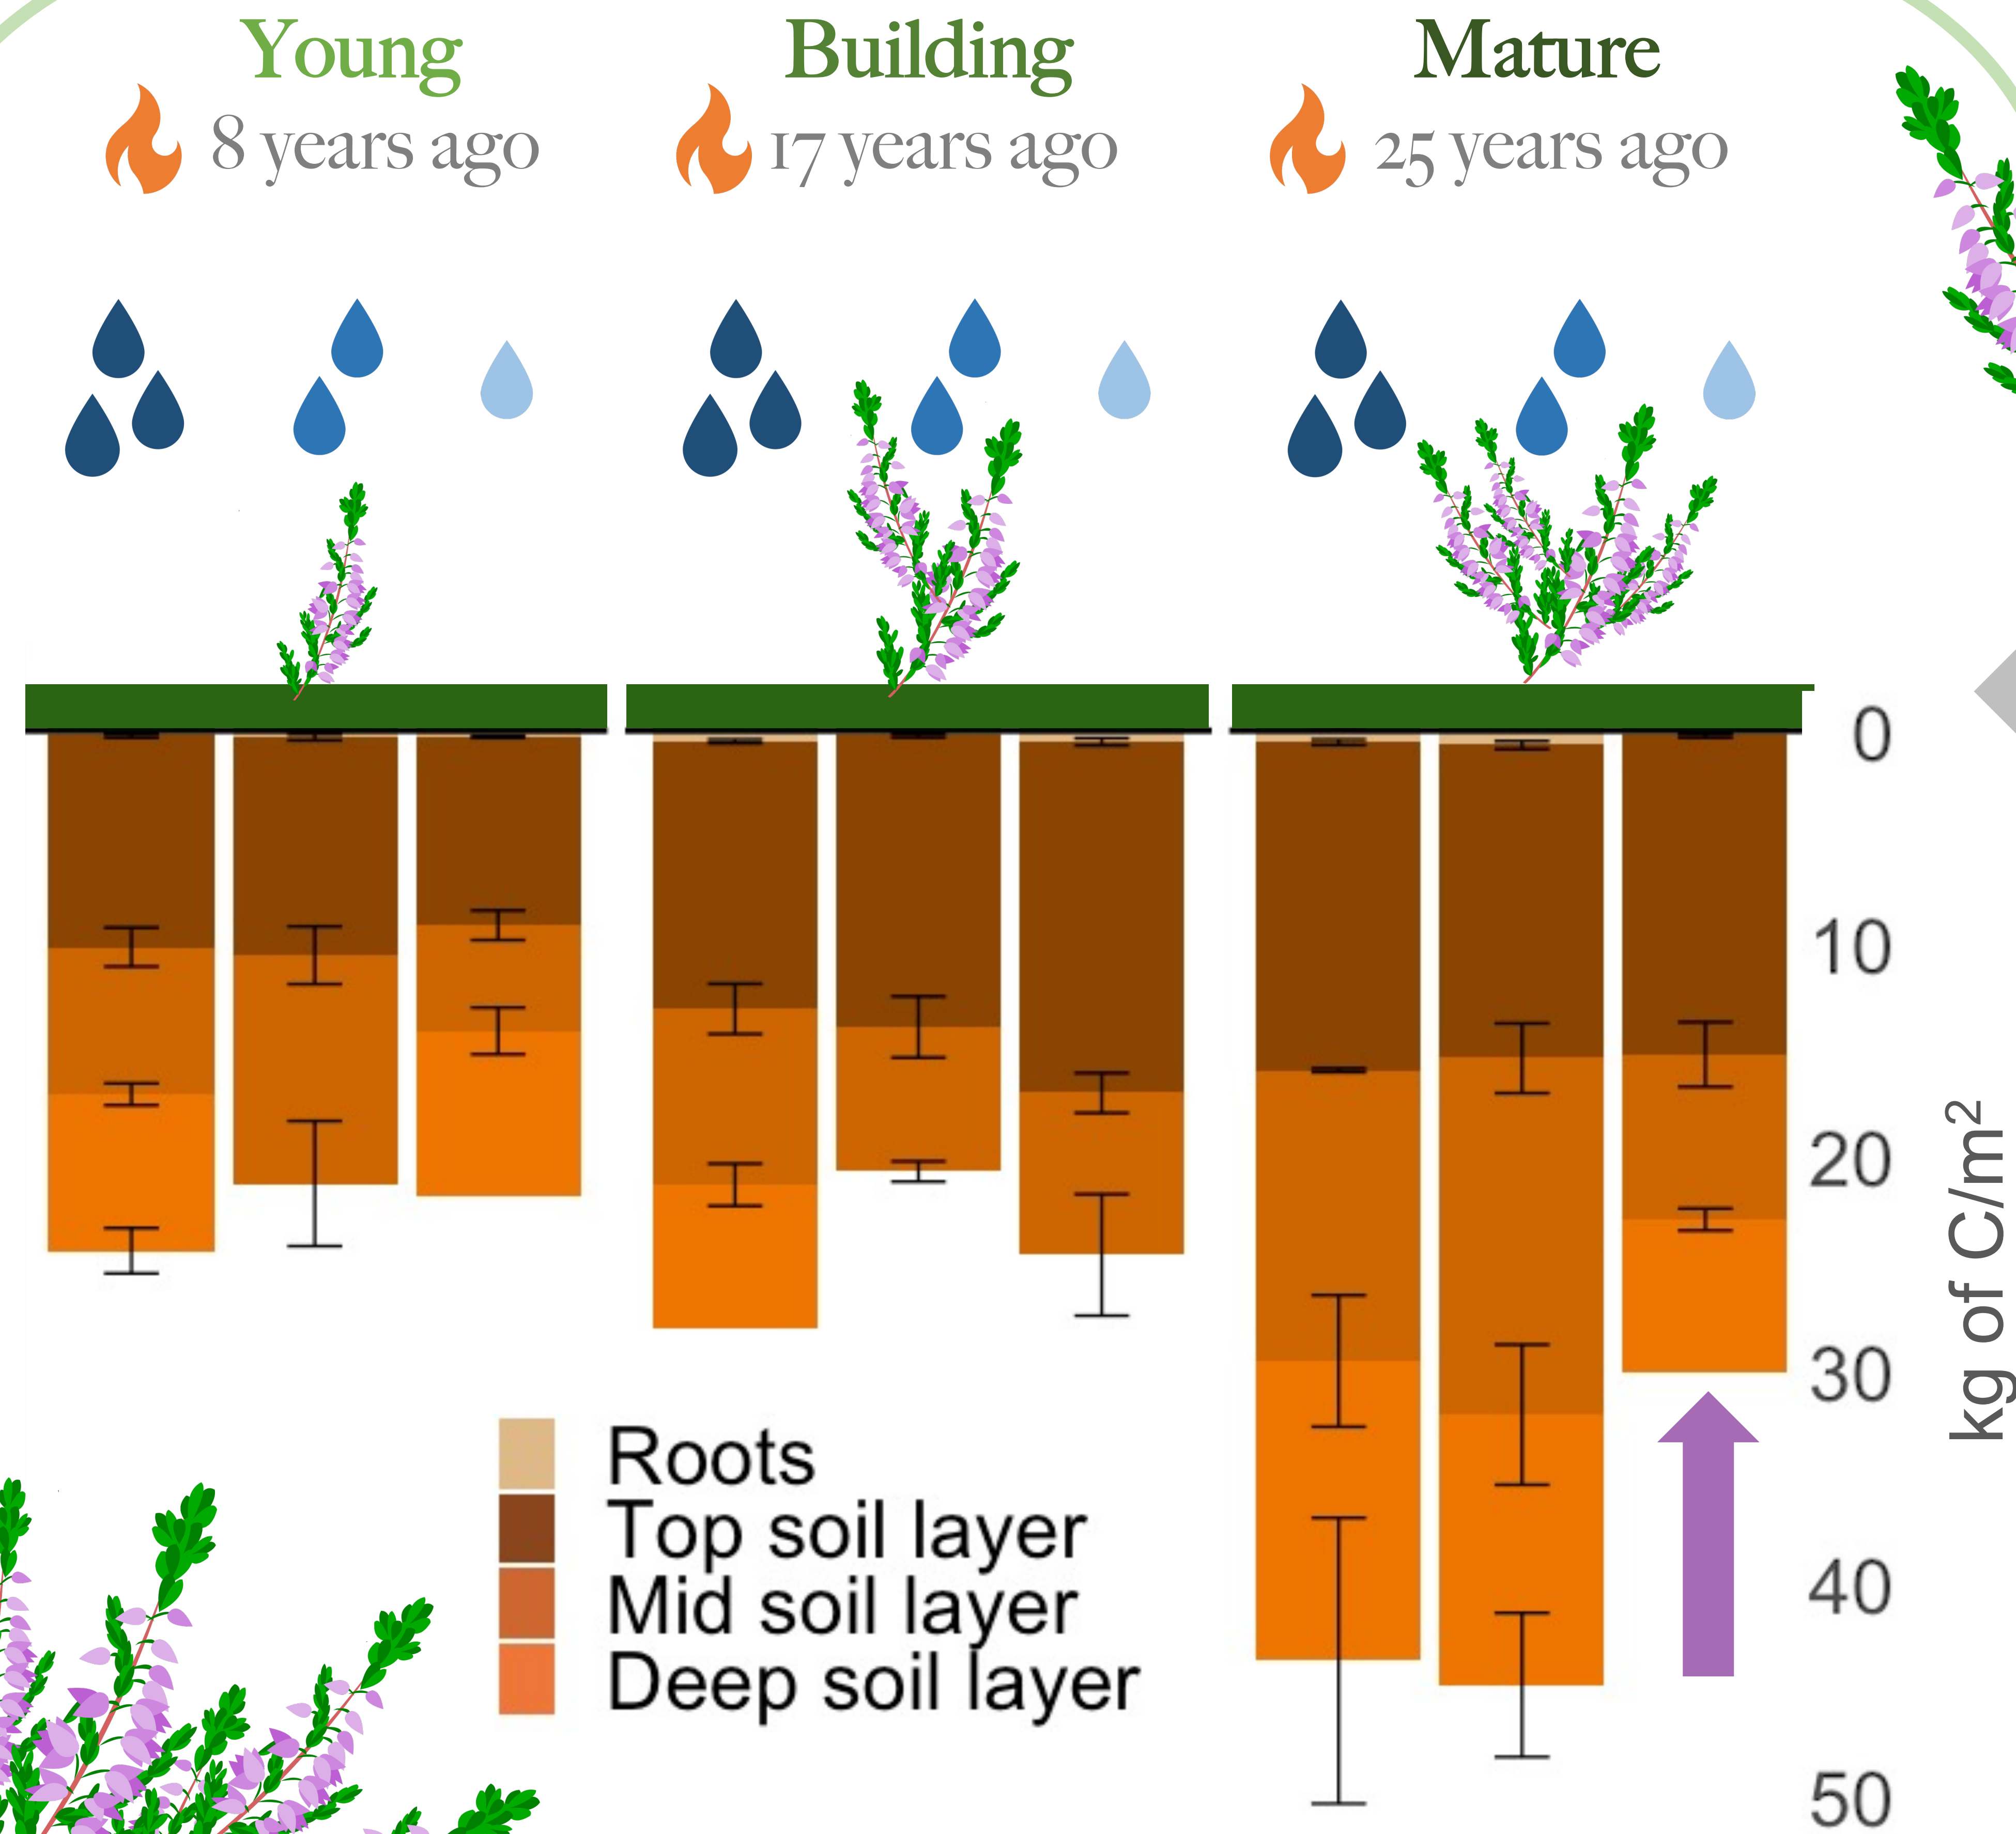 Young
8 years ago
Building
17 years ago
Mature
25 years ago
0
10
20
30
40
50
kg of C/m²
Roots
Top soil layer
Mid soil layer
Deep soil layer